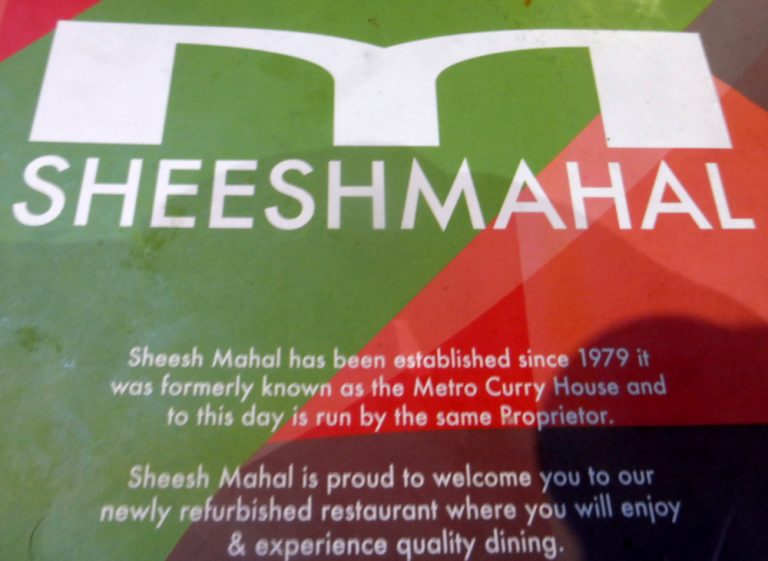 SHEESHMAHAL
Sheesh Mahal has been established since 1979 it
was formerly known as the Metro Curry House and
to this day is run by the same Proprietor.
Sheesh Mahal is proud to welcome you to our
newly refurbished restaurant where you will enjoy
& experience quality dining.